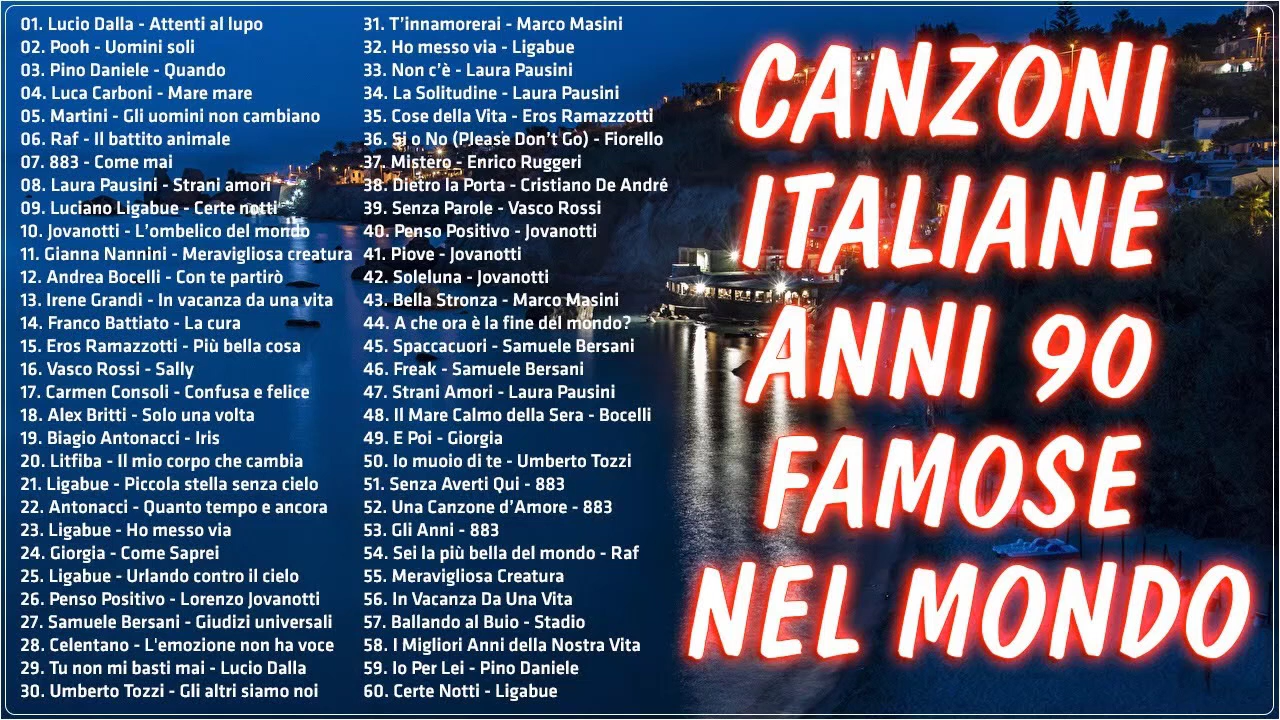 01. Lucio Dalla - Attenti al lupo
02. Pooh - Uomini soli
03. Pino Daniele - Quando
04. Luca Carboni - Mare mare
05. Martini - Gli uomini non cambiano
06. Raf - Il battito animale
07. 883 - Come mai
08. Laura Pausini - Strani amori
09. Luciano Ligabue - Certe notti
10. Jovanotti - L'ombelico del mondo
11. Gianna Nannini - Meravigliosa creatura
12. Andrea Bocelli - Con te partirò
13. Irene Grandi - In vacanza da una vita
14. Franco Battiato - La cura
15. Eros Ramazzotti - Più bella cosa
16. Vasco Rossi - Sally
17. Carmen Consoli - Confusa e felice
18. Alex Britti - Solo una volta
19. Biagio Antonacci - Iris
20. Litfiba - Il mio corpo che cambia
21. Ligabue - Piccola stella senza cielo
22. Antonacci - Quanto tempo e ancora
23. Ligabue - Ho messo via
24. Giorgia - Come Saprei
25. Ligabue - Urlando contro il cielo
26. Penso Positivo - Lorenzo Jovanotti
27. Samuele Bersani - Giudizi universali
28. Celentano - L'emozione non ha voce
29. Tu non mi basti mai - Lucio Dalla
30. Umberto Tozzi - Gli altri siamo noi
31. T'innamorerai - Marco Masini
32. Ho messo via - Ligabue
33. Non c'è - Laura Pausini
34. La Solitudine - Laura Pausini
35. Cose della Vita - Eros Ramazzotti
36. Si o No (Please Don't Go) - Fiorello
37. Mistero - Enrico Ruggeri
38. Dietro la Porta - Cristiano De André
39. Senza Parole - Vasco Rossi
40. Penso Positivo - Jovanotti
41. Piove - Jovanotti
42. Soleluna - Jovanotti
43. Bella Stronza - Marco Masini
44. A che ora è la fine del mondo?
45. Spaccacuori - Samuele Bersani
46. Freak - Samuele Bersani
47. Strani Amori - Laura Pausini
48. Il Mare Calmo della Sera - Bocelli
49. E Poi - Giorgia
50. Io muoio di te - Umberto Tozzi
51. Senza Averti Qui - 883
52. Una Canzone d'Amore - 883
53. Gli Anni - 883
54. Sei la più bella del mondo - Raf
55. Meravigliosa Creatura
56. In Vacanza Da Una Vita
57. Ballando al Buio - Stadio
58. I Migliori Anni della Nostra Vita
59. Io Per Lei - Pino Daniele
60. Certe Notti - Ligabue
CANZONI
ITALIANE
ANNI 90
FAMOSE
NEL MONDO